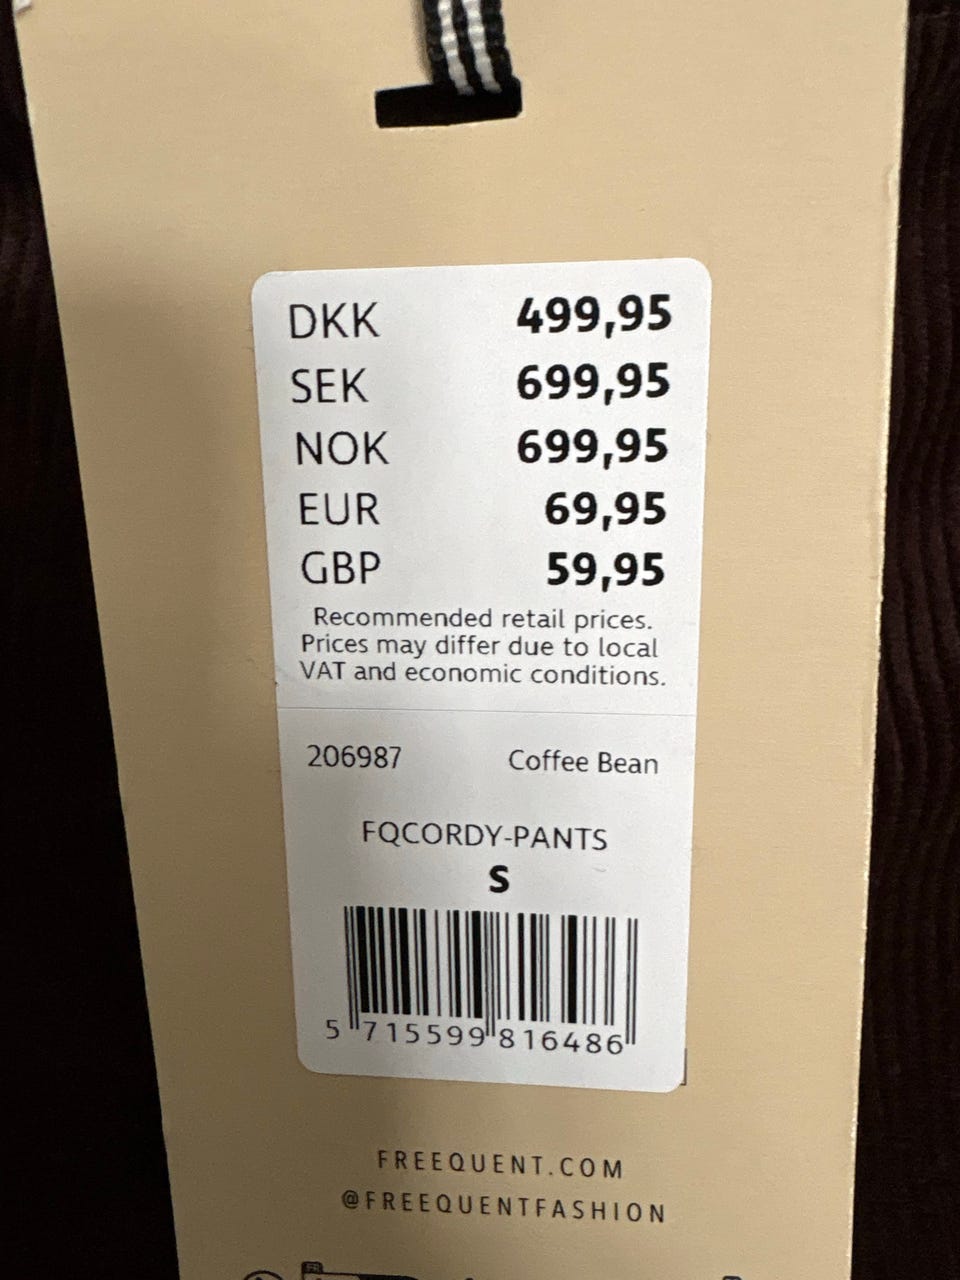 DKK 499,95
SEK 699,95
NOK 699,95
EUR 69,95
GBP 59,95
Recommended retail prices.
Prices may differ due to local
VAT and economic conditions.
206987 Coffee Bean
FQCORDY-PANTS
S
5 715599 816486
FREEQUENT.COM
@FREEQUENTFASHION
FR